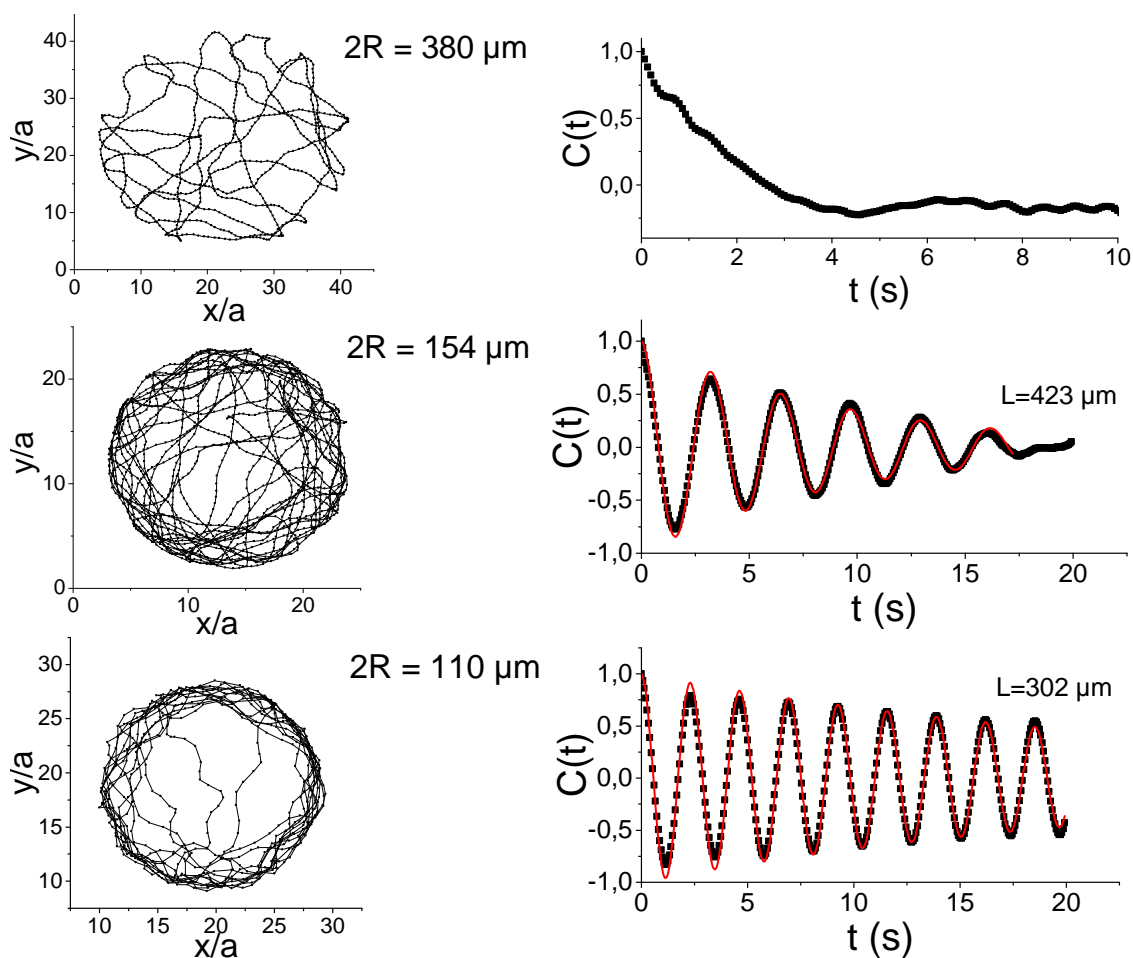 2R = 380 µm
y/a
40
30
20
10
0
0 10 20 30 40
x/a
C(t)
1,0
0,5
0,0
0 2 4 6 8 10
t (s)
2R = 154 µm
y/a
20
10
0
0 10 20
x/a
L=423 µm
C(t)
1,0
0,5
0,0
-0,5
-1,0
0 5 10 15 20
t (s)
2R = 110 µm
y/a
30
25
20
15
10
10 15 20 25 30
x/a
L=302 µm
C(t)
1,0
0,5
0,0
-0,5
-1,0
0 5 10 15 20
t (s)